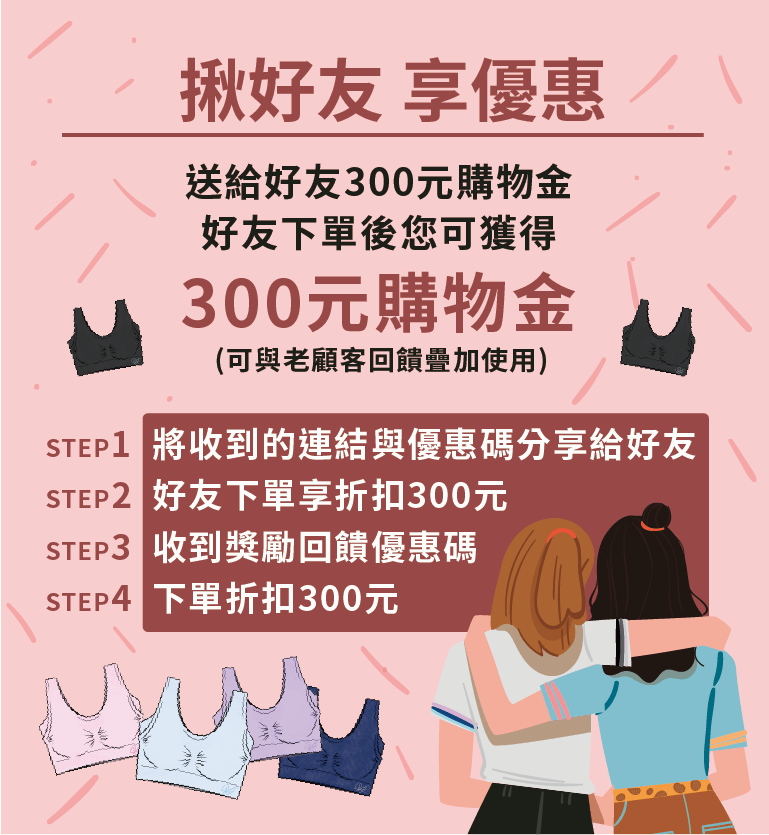 揪好友 享優惠
送給好友300元購物金
好友下單後您可獲得
300元購物金
(可與老顧客回饋疊加使用)
STEP1 將收到的連結與優惠碼分享給好友
STEP2 好友下單享折扣300元
STEP3 收到獎勵回饋優惠碼
STEP4 下單折扣300元